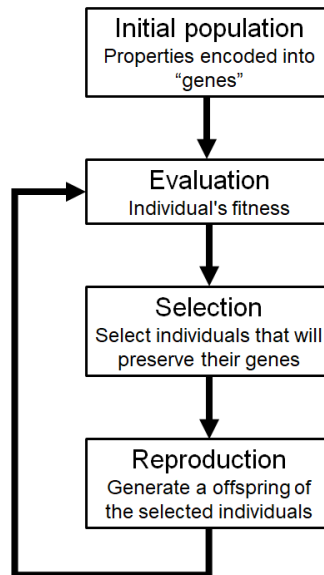 Initial population
Properties encoded into
“genes”
Evaluation
Individual's fitness
Selection
Select individuals that will
preserve their genes
Reproduction
Generate a offspring of
the selected individuals